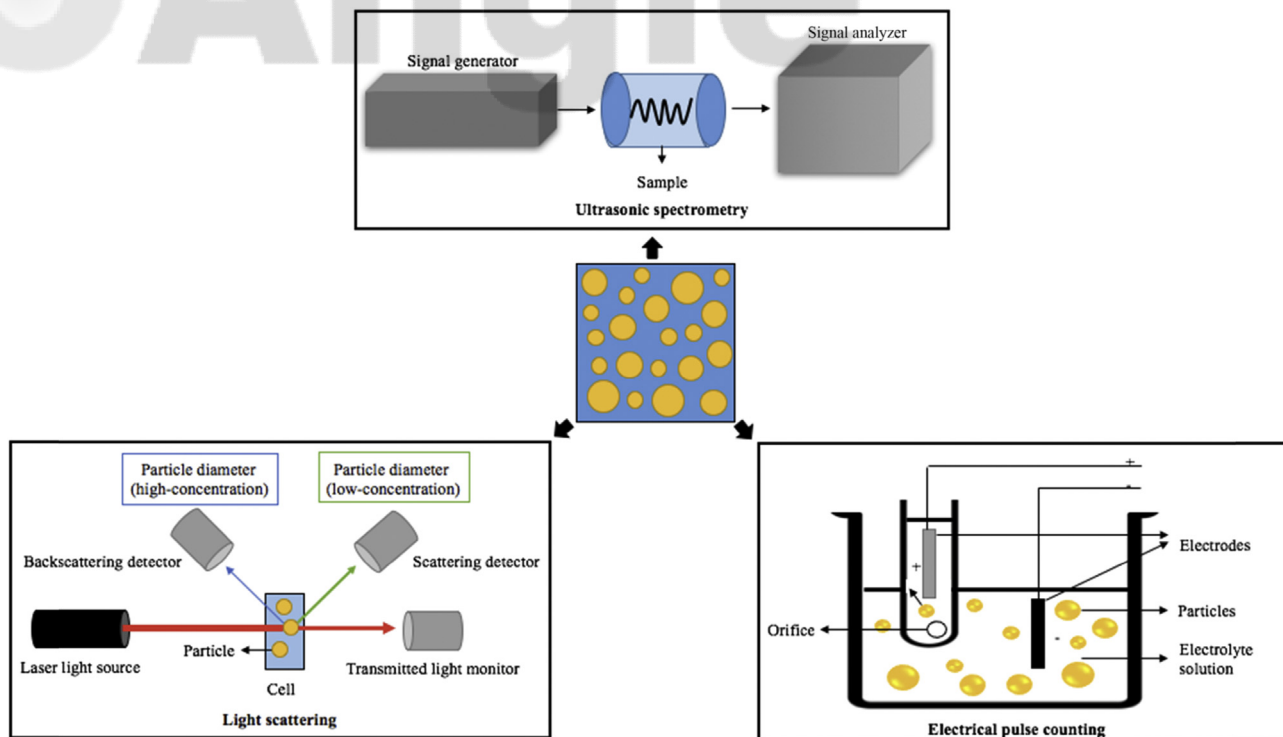 Signal generator
Signal analyzer
Sample
Ultrasonic spectrometry
Particle diameter
(high-concentration)
Particle diameter
(low-concentration)
Backscattering detector
Scattering detector
Laser light source
Particle
Transmitted light monitor
Cell
Light scattering
+
-
Electrodes
+
Particles
Orifice
-
Electrolyte
solution
Electrical pulse counting